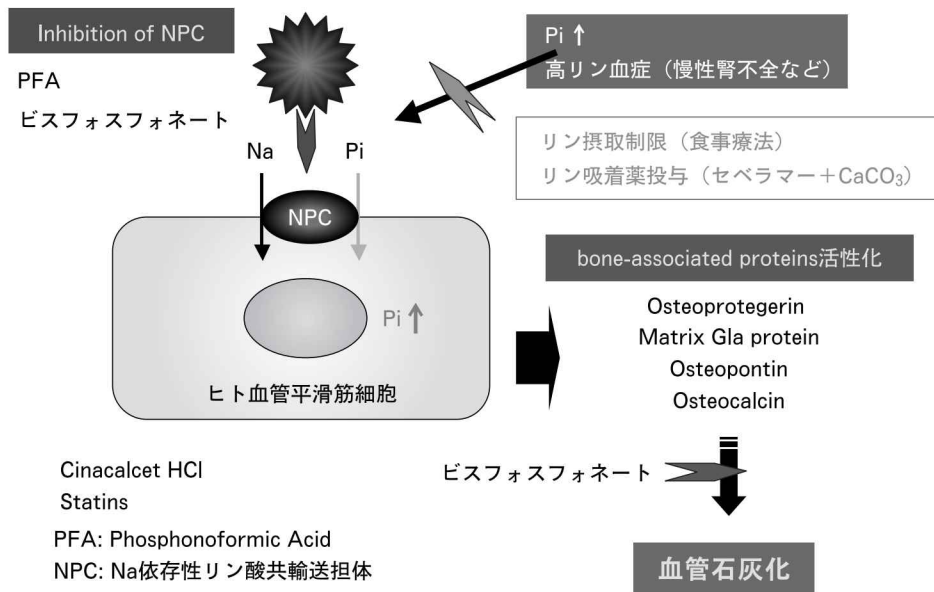 Inhibition of NPC
PFA
ビスフォスフォネート
Pi ↑
高リン血症（慢性腎不全など）
リン摂取制限（食事療法）
リン吸着薬投与（セベラマー＋CaCO₃）
Na
Pi
NPC
Pi ↑
ヒト血管平滑筋細胞
bone-associated proteins活性化
Osteoprotegerin
Matrix Gla protein
Osteopontin
Osteocalcin
ビスフォスフォネート
血管石灰化
Cinacalcet HCl
Statins
PFA: Phosphonoformic Acid
NPC: Na依存性リン酸共輸送担体